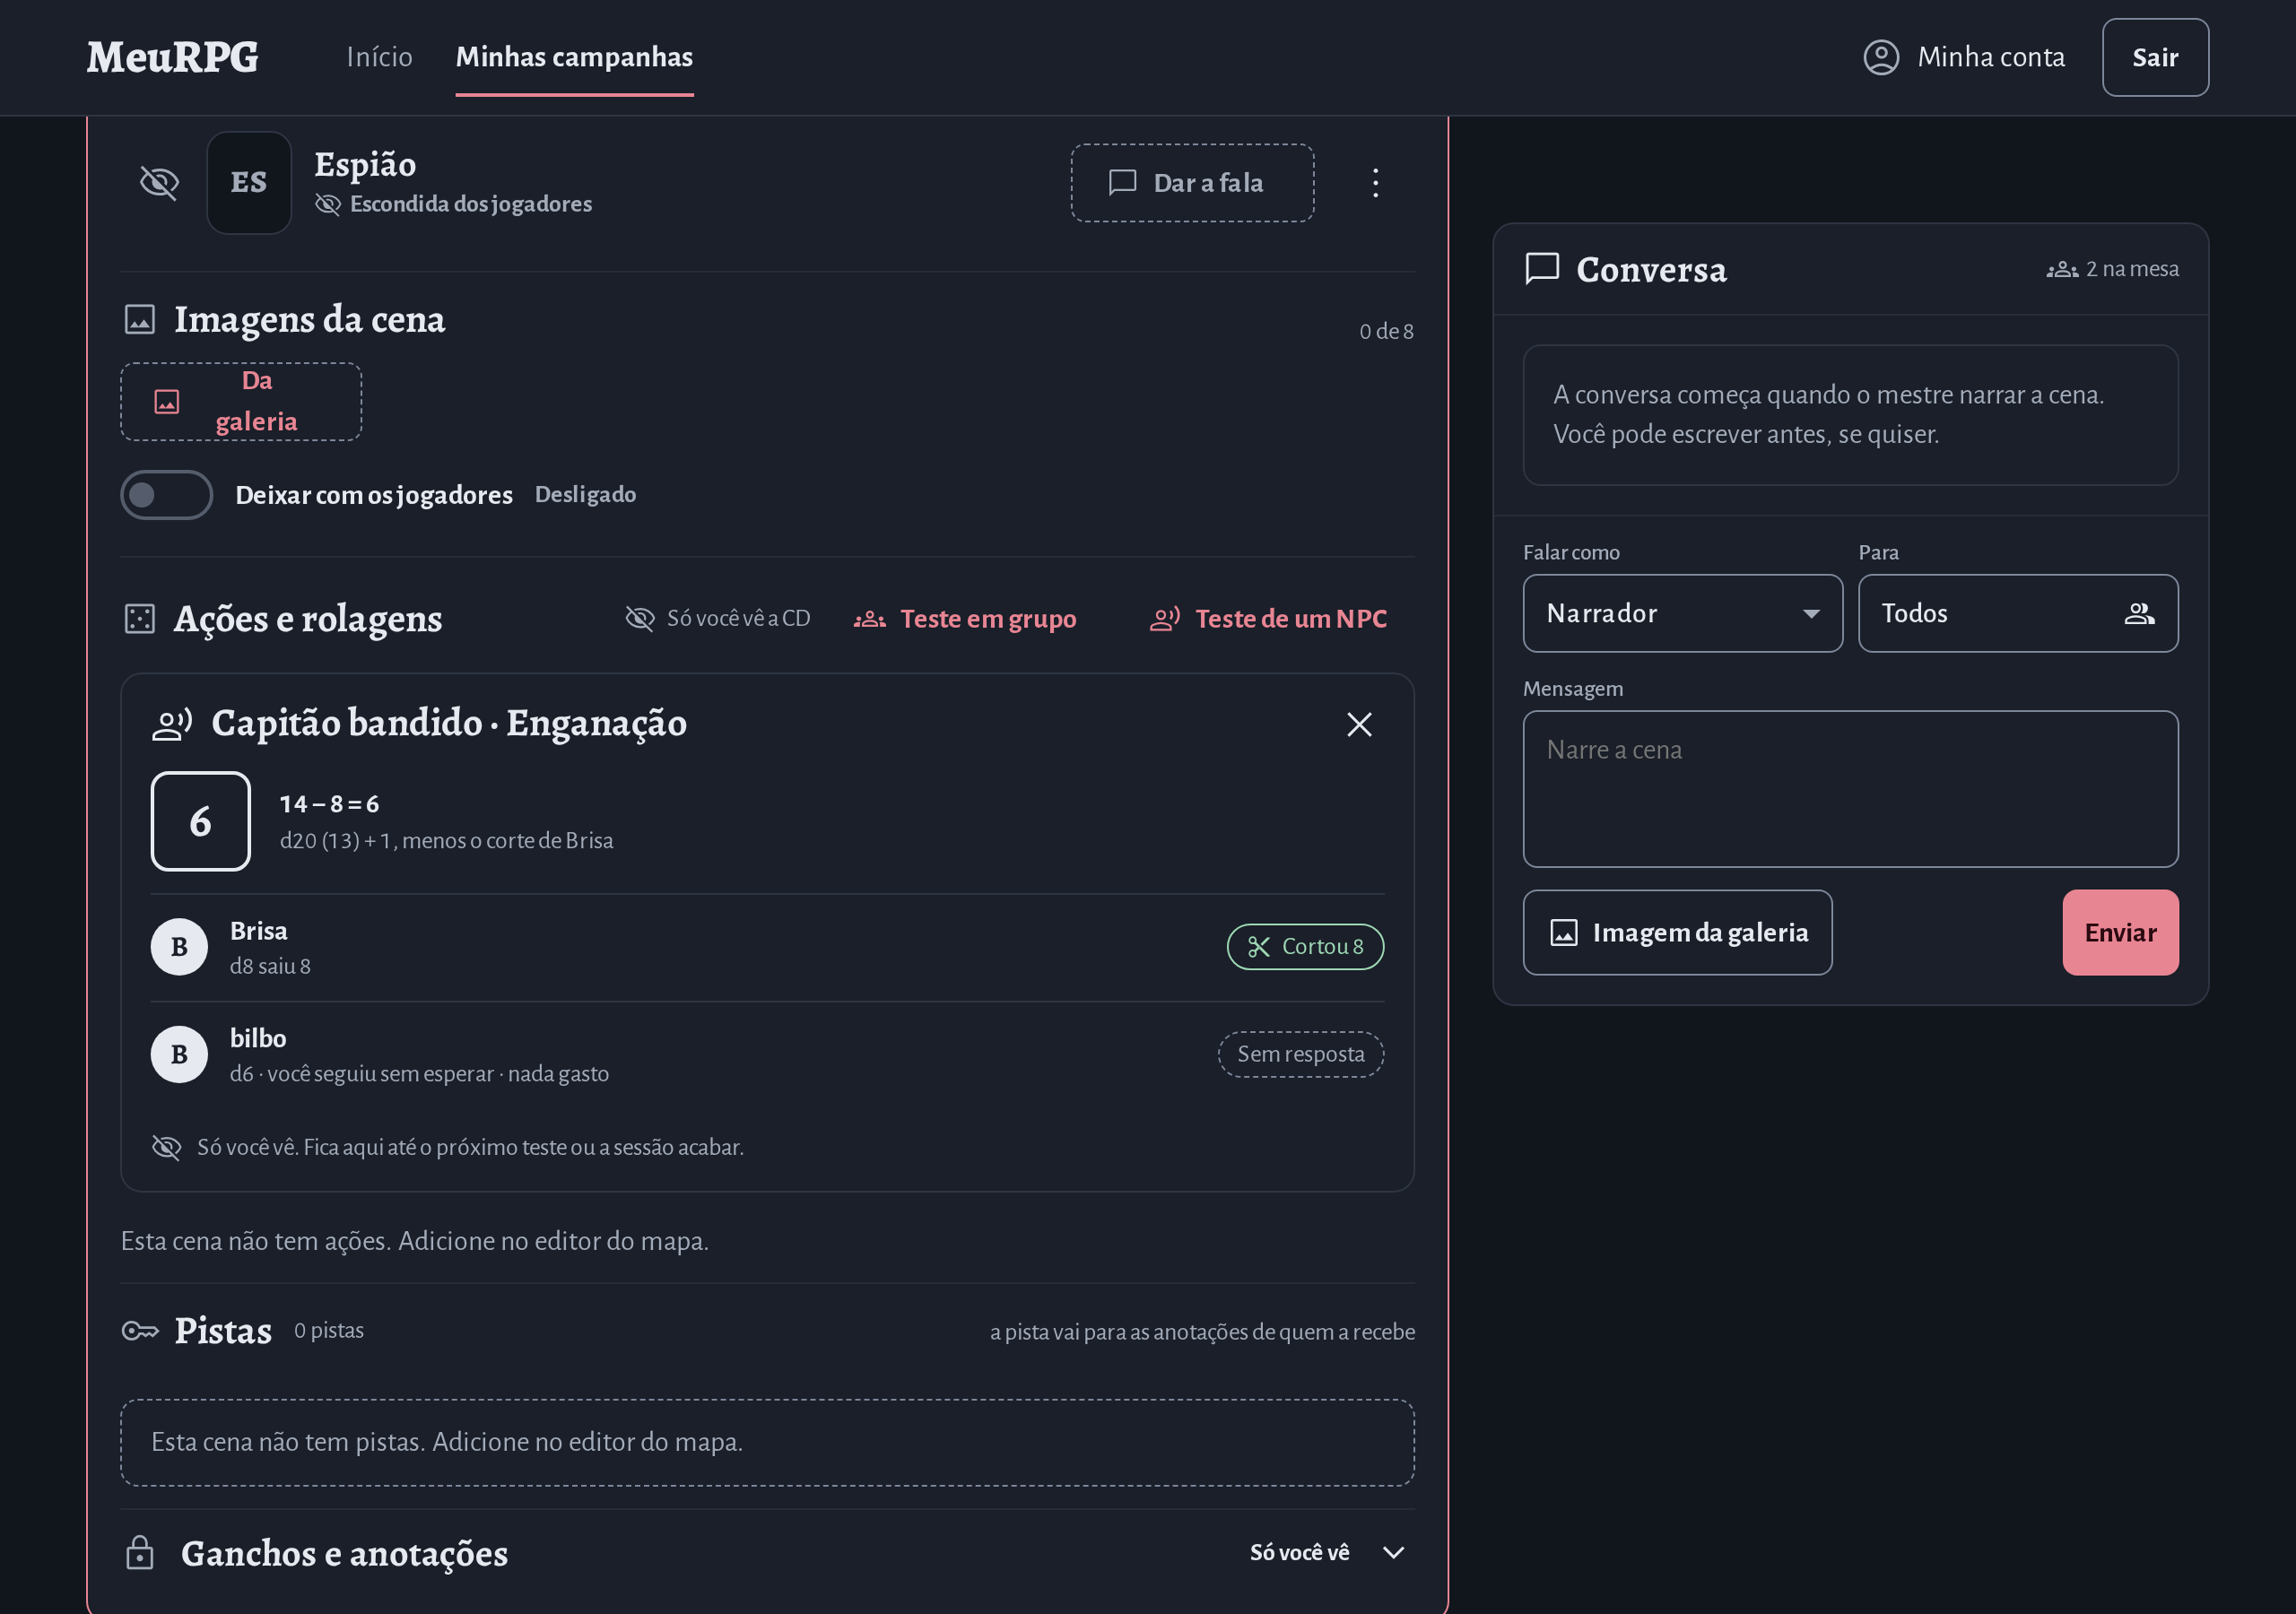 MeuRPG
Início
Minhas campanhas
Minha conta
Sair
ES
Espião
Escondida dos jogadores
Dar a fala
Imagens da cena
0 de 8
Da
galeria
Deixar com os jogadores
Desligado
Ações e rolagens
Só você vê a CD
Teste em grupo
Teste de um NPC
Capitão bandido · Enganação
6
14 – 8 = 6
d20 (13) + 1, menos o corte de Brisa
B
Brisa
d8 saiu 8
Cortou 8
B
bilbo
d6 · você seguiu sem esperar · nada gasto
Sem resposta
Só você vê. Fica aqui até o próximo teste ou a sessão acabar.
Esta cena não tem ações. Adicione no editor do mapa.
Pistas
0 pistas
a pista vai para as anotações de quem a recebe
Esta cena não tem pistas. Adicione no editor do mapa.
Ganchos e anotações
Só você vê
Conversa
2 na mesa
A conversa começa quando o mestre narrar a cena.
Você pode escrever antes, se quiser.
Falar como
Para
Narrador
Todos
Mensagem
Narre a cena
Imagem da galeria
Enviar